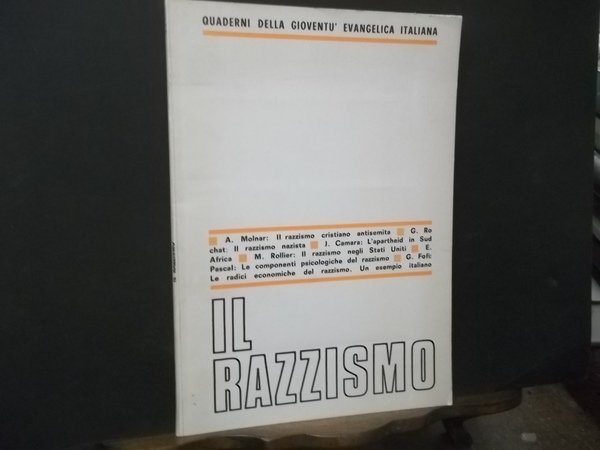 QUADERNI DELLA GIOVENTU' EVANGELICA ITALIANA
A. Molnar: Il razzismo cristiano antisemita G. Ro
chat: Il razzismo nazista J. Camara: L'apartheid in Sud
Africa M. Rollier: Il razzismo negli Stati Uniti E.
Pascal: Le componenti psicologiche del razzismo G. Fofi:
Le radici economiche del razzismo. Un esempio italiano
IL
RAZZISMO
IL RAZZISMO